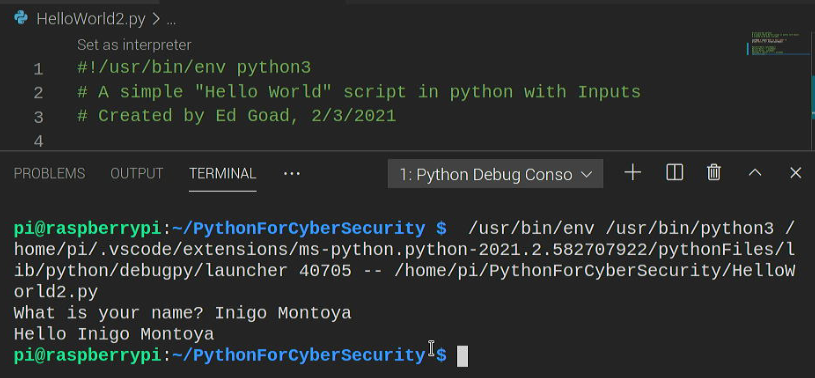 HelloWorld2.py > ...
Set as interpreter
1 #!/usr/bin/env python3
2 # A simple "Hello World" script in python with Inputs
3 # Created by Ed Goad, 2/3/2021
4
PROBLEMS OUTPUT TERMINAL ... 1: Python Debug Conso
pi@raspberrypi:~/PythonForCyberSecurity $  /usr/bin/env /usr/bin/python3 /
home/pi/.vscode/extensions/ms-python.python-2021.2.582707922/pythonFiles/l
ib/python/debugpy/launcher 40705 -- /home/pi/PythonForCyberSecurity/HelloW
orld2.py
What is your name? Inigo Montoya
Hello Inigo Montoya
pi@raspberrypi:~/PythonForCyberSecurity $